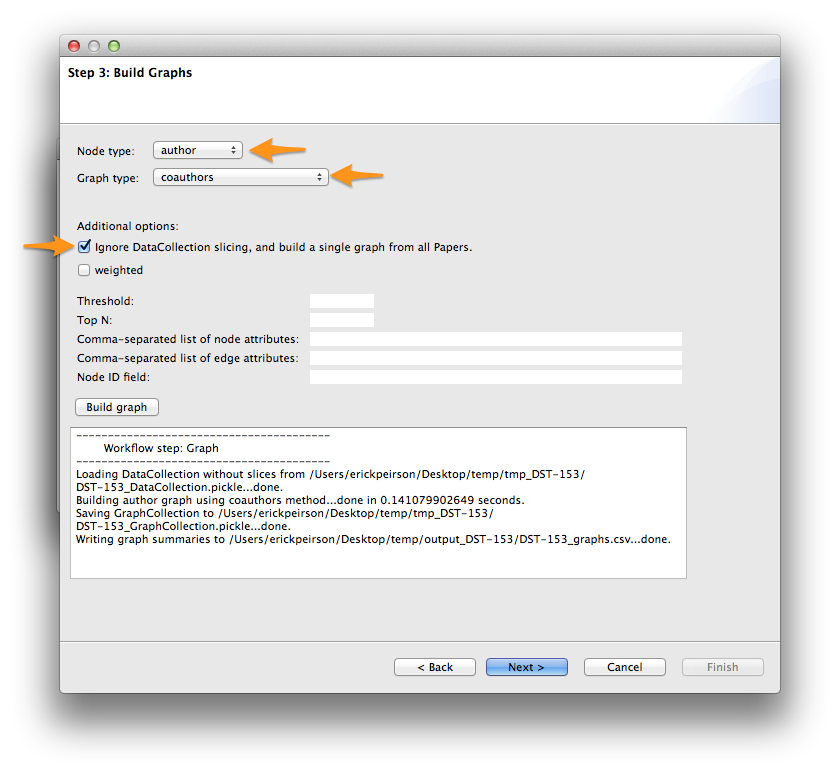 Step 3: Build Graphs
Node type: author
Graph type: coauthors
Additional options:
Ignore DataCollection slicing, and build a single graph from all Papers.
weighted
Threshold:
Top N:
Comma-separated list of node attributes:
Comma-separated list of edge attributes:
Node ID field:
Build graph
----------------------------------------
Workflow step: Graph
----------------------------------------
Loading DataCollection without slices from /Users/erickpeirson/Desktop/temp/tmp_DST-153/
DST-153_DataCollection.pickle...done.
Building author graph using coauthors method...done in 0.141079902649 seconds.
Saving GraphCollection to /Users/erickpeirson/Desktop/temp/tmp_DST-153/
DST-153_GraphCollection.pickle...done.
Writing graph summaries to /Users/erickpeirson/Desktop/temp/output_DST-153/DST-153_graphs.csv...done.
< Back Next > Cancel Finish